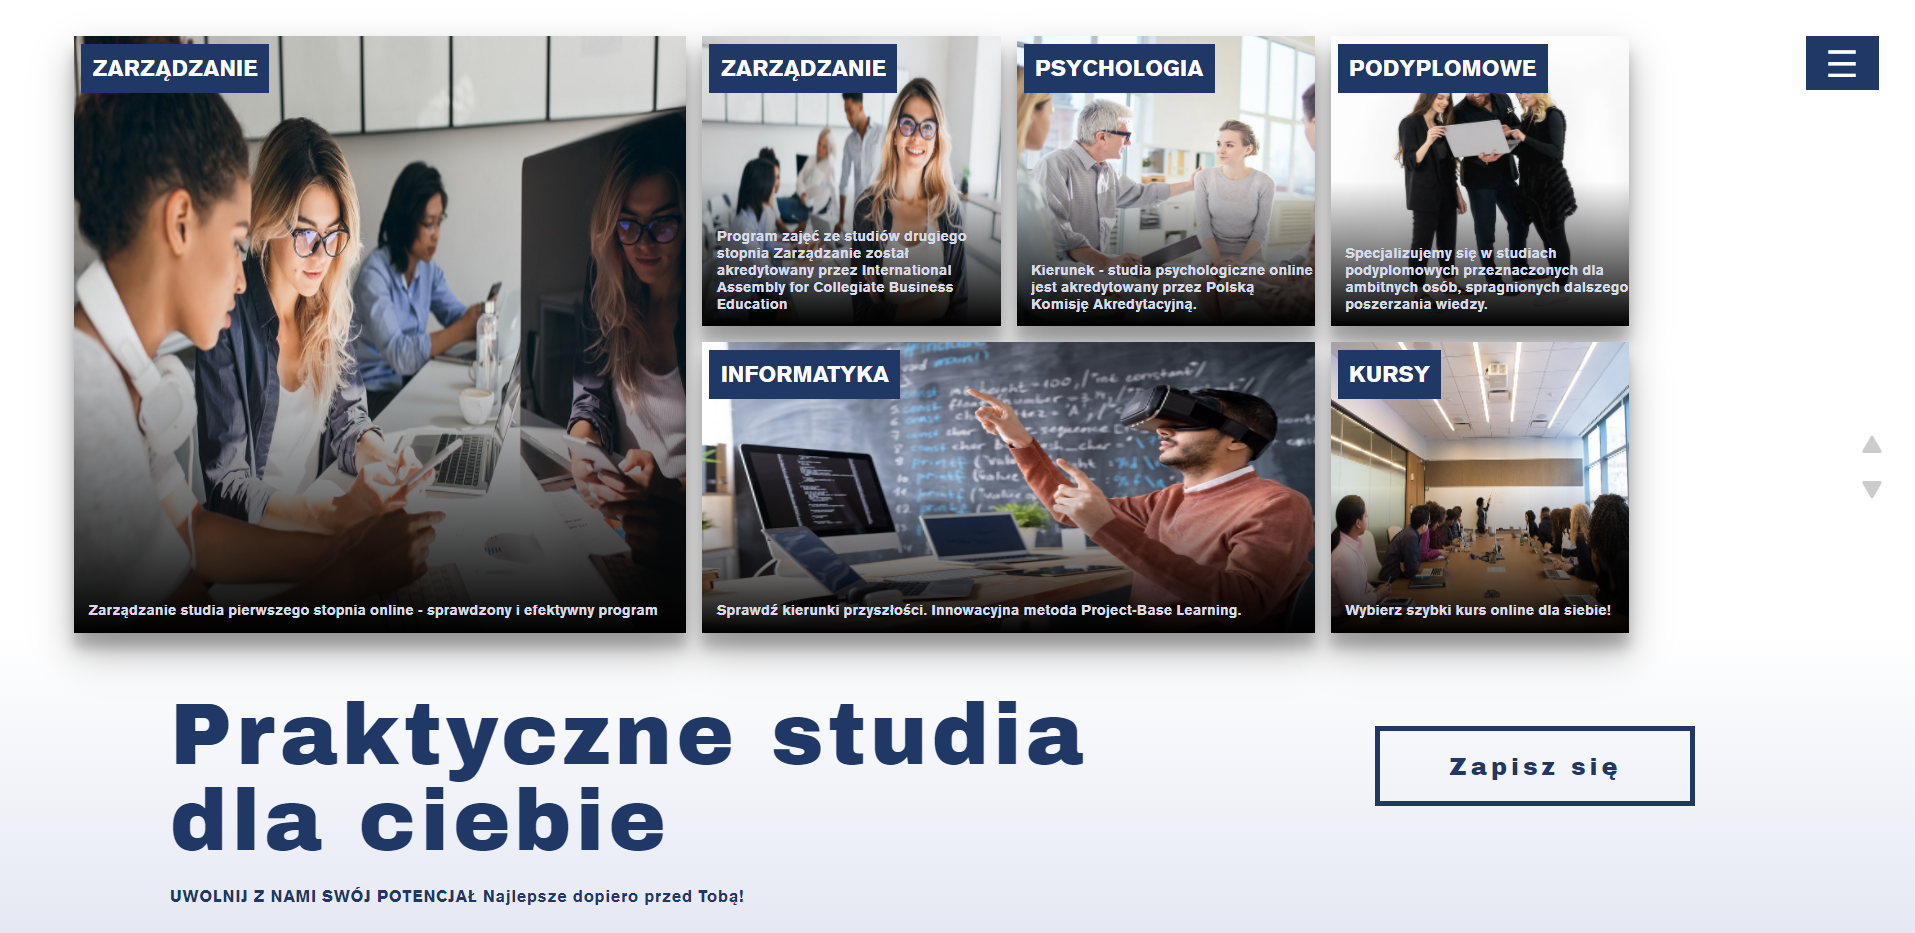 ZARZĄDZANIE
Zarządzanie studia pierwszego stopnia online - sprawdzony i efektywny program
ZARZĄDZANIE
Program zajęć ze studiów drugiego
stopnia Zarządzanie został
akredytowany przez International
Assembly for Collegiate Business
Education
PSYCHOLOGIA
Kierunek - studia psychologiczne online
jest akredytowany przez Polską
Komisję Akredytacyjną.
PODYPLOMOWE
Specjalizujemy się w studiach
podyplomowych przeznaczonych dla
ambitnych osób, spragnionych dalszego
poszerzania wiedzy.
INFORMATYKA
Sprawdź kierunki przyszłości. Innowacyjna metoda Project-Base Learning.
KURSY
Wybierz szybki kurs online dla siebie!
Praktyczne studia
dla ciebie
Zapisz się
UWOLNIJ Z NAMI SWÓJ POTENCJAŁ Najlepsze dopiero przed Tobą!